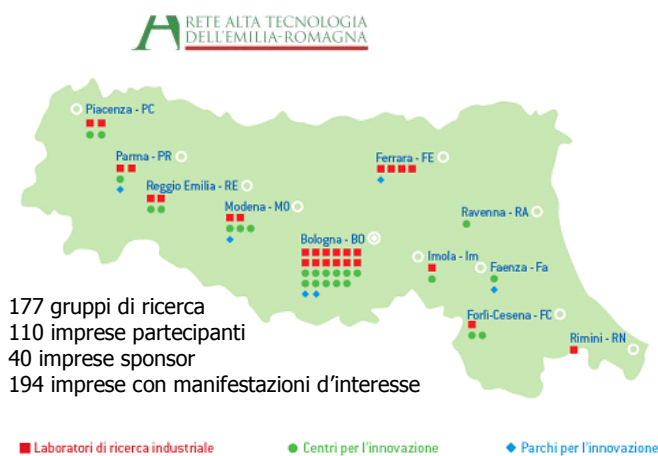 RETE ALTA TECNOLOGIA
DELL'EMILIA-ROMAGNA
Piacenza - PC
Parma - PR
Ferrara - FE
Reggio Emilia - RE
Modena - MO
Ravenna - RA
Bologna - BO
Imola - Im
Faenza - Fa
177 gruppi di ricerca
110 imprese partecipanti
40 imprese sponsor
194 imprese con manifestazioni d'interesse
Forlì-Cesena - FC
Rimini - RN
Laboratori di ricerca industriale
Centri per l'innovazione
Parchi per l'innovazione